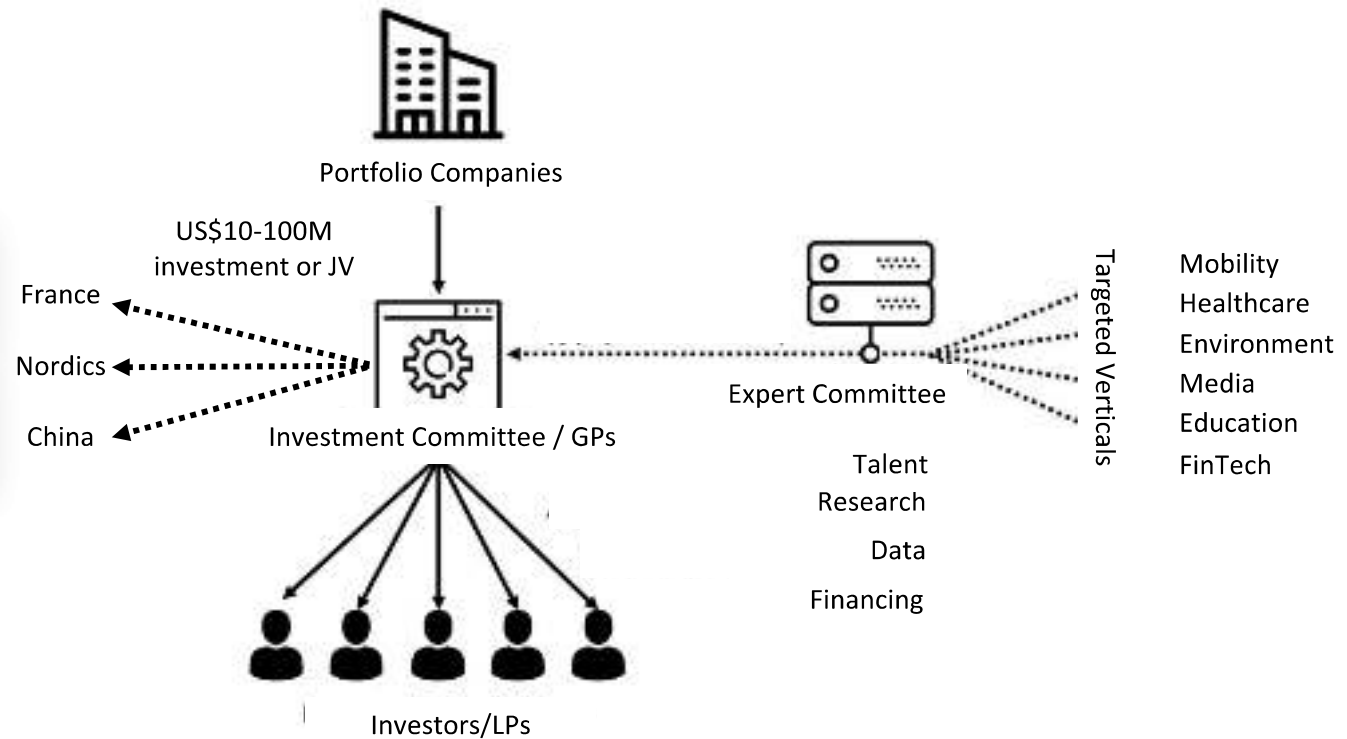 Portfolio Companies
US$10-100M
investment or JV
France
Nordics
China
Investment Committee / GPs
Investors/LPs
Expert Committee
Talent
Research
Data
Financing
Targeted Verticals
Mobility
Healthcare
Environment
Media
Education
FinTech